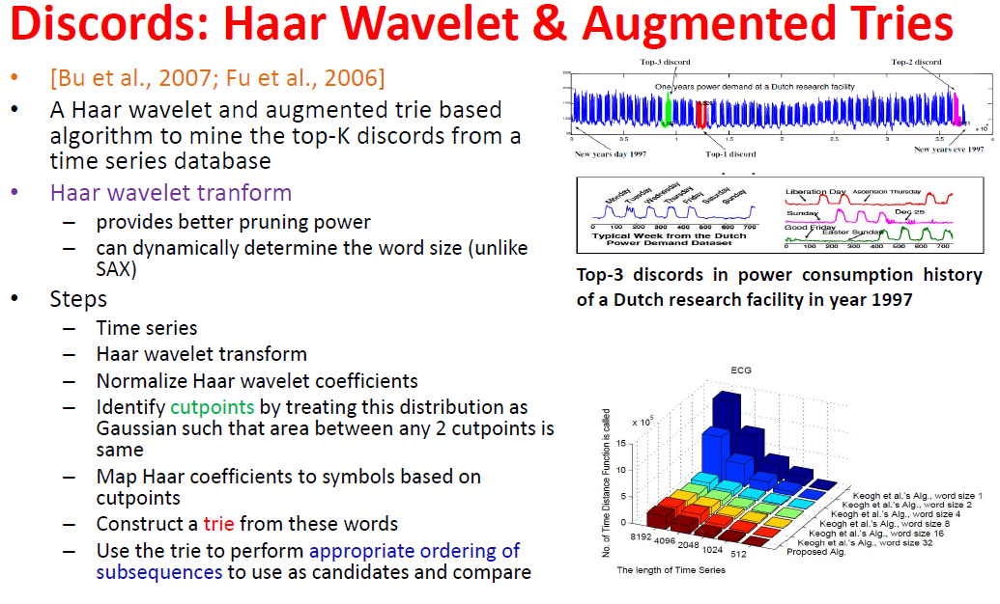 Discords: Haar Wavelet & Augmented Tries
• [Bu et al., 2007; Fu et al., 2006]
• A Haar wavelet and augmented trie based
algorithm to mine the top-K discords from a
time series database
• Haar wavelet tranform
– provides better pruning power
– can dynamically determine the word size (unlike
SAX)
• Steps
– Time series
– Haar wavelet transform
– Normalize Haar wavelet coefficients
– Identify cutpoints by treating this distribution as
Gaussian such that area between any 2 cutpoints is
same
– Map Haar coefficients to symbols based on
cutpoints
– Construct a trie from these words
– Use the trie to perform appropriate ordering of
subsequences to use as candidates and compare
Top-3 discord
Top-2 discord
One years power demand at a Dutch research facility
0 0.5 1 1.5 2 2.5 3 3.5 4
x 10
New years day 1997
Top-1 discord
New years eve 1997
Monday
Tuesday
Wednesday
Thursday
Friday
Saturday
Sunday
0 100 200 300 400 500 600 700
Typical Week from the Dutch
Power Demand Dataset
Liberation Day
Ascension Thursday
Sunday
Dec 25
Good Friday
Easter Sunday
0 100 200 300 400 500 600 700
Top-3 discords in power consumption history
of a Dutch research facility in year 1997
ECG
x 10^5
No. of Time Distance Function is called
15
10
5
0
8192 4096 2048 1024 512
The length of Time Series
Keogh et al.'s Alg., word size 1
Keogh et al.'s Alg., word size 2
Keogh et al.'s Alg., word size 4
Keogh et al.'s Alg., word size 8
Keogh et al.'s Alg., word size 16
Keogh et al.'s Alg., word size 32
Proposed Alg.